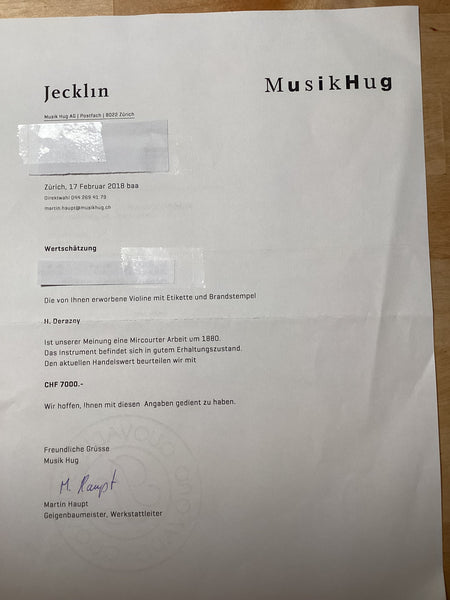 Jecklin
MusikHug
Musik Hug AG | Postfach | 8022 Zürich
Zürich, 17 Februar 2018 baa
Direktwahl 044 269 41 79
martin.haupt@musikhug.ch
Wertschätzung
Die von Ihnen erworbene Violine mit Etikette und Brandstempel
H. Derazny
Ist unserer Meinung eine Mircourter Arbeit um 1880.
Das Instrument befindet sich in gutem Erhaltungszustand.
Den aktuellen Handelswert beurteilen wir mit
CHF 7000.-
Wir hoffen, Ihnen mit diesen Angaben gedient zu haben.
Freundliche Grüsse
Musik Hug
M. Haupt
Martin Haupt
Geigenbaumeister, Werkstattleiter